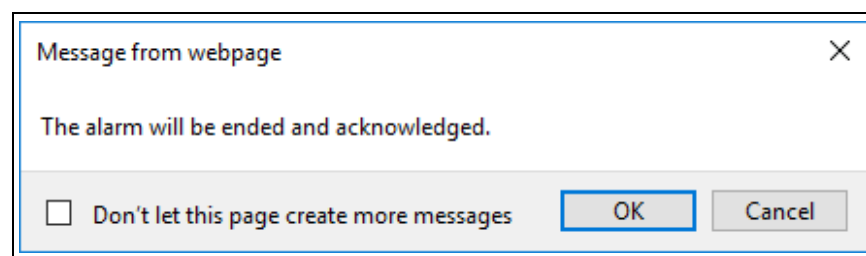 Message from webpage
The alarm will be ended and acknowledged.
Don't let this page create more messages OK Cancel